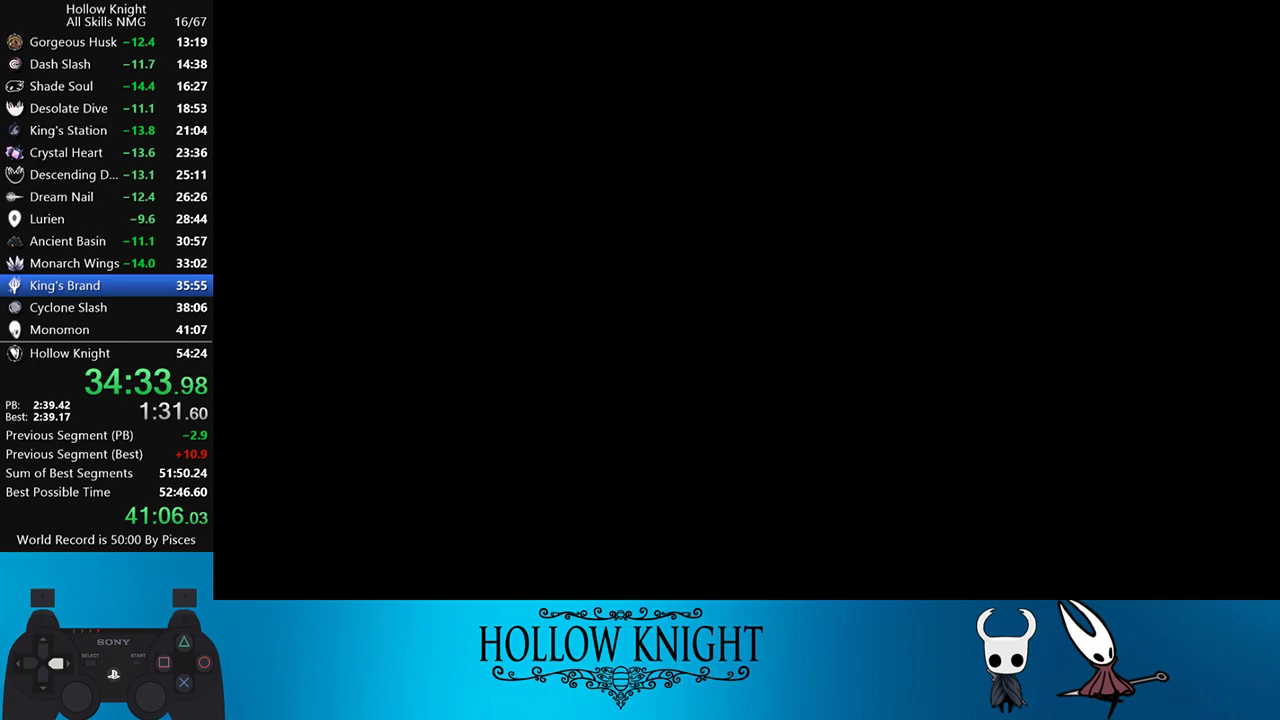 Hollow Knight
All Skills NMG 16/67
Gorgeous Husk −12.4 13:19
Dash Slash −11.7 14:38
Shade Soul −14.4 16:27
Desolate Dive −11.1 18:53
King's Station −13.8 21:04
Crystal Heart −13.6 23:36
Descending D... −13.1 25:11
Dream Nail −12.4 26:26
Lurien −9.6 28:44
Ancient Basin −11.1 30:57
Monarch Wings −14.0 33:02
King's Brand 35:55
Cyclone Slash 38:06
Monomon 41:07
Hollow Knight 54:24
34:33.98
PB: 2:39.42
Best: 2:39.17
1:31.60
Previous Segment (PB) −2.9
Previous Segment (Best) +10.9
Sum of Best Segments 51:50.24
Best Possible Time 52:46.60
41:06.03
World Record is 50:00 By Pisces
SONY
SELECT START
HOLLOW KNIGHT